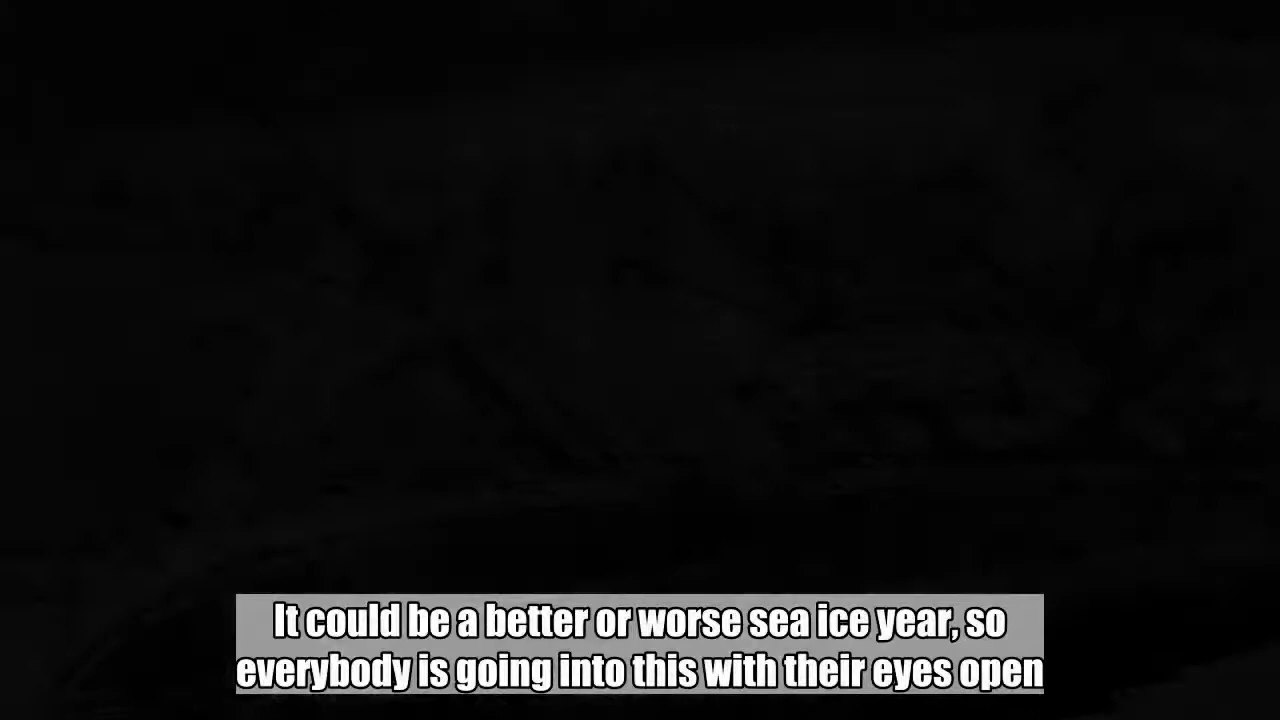 It could be a better or worse sea ice year, so
everybody is going into this with their eyes open